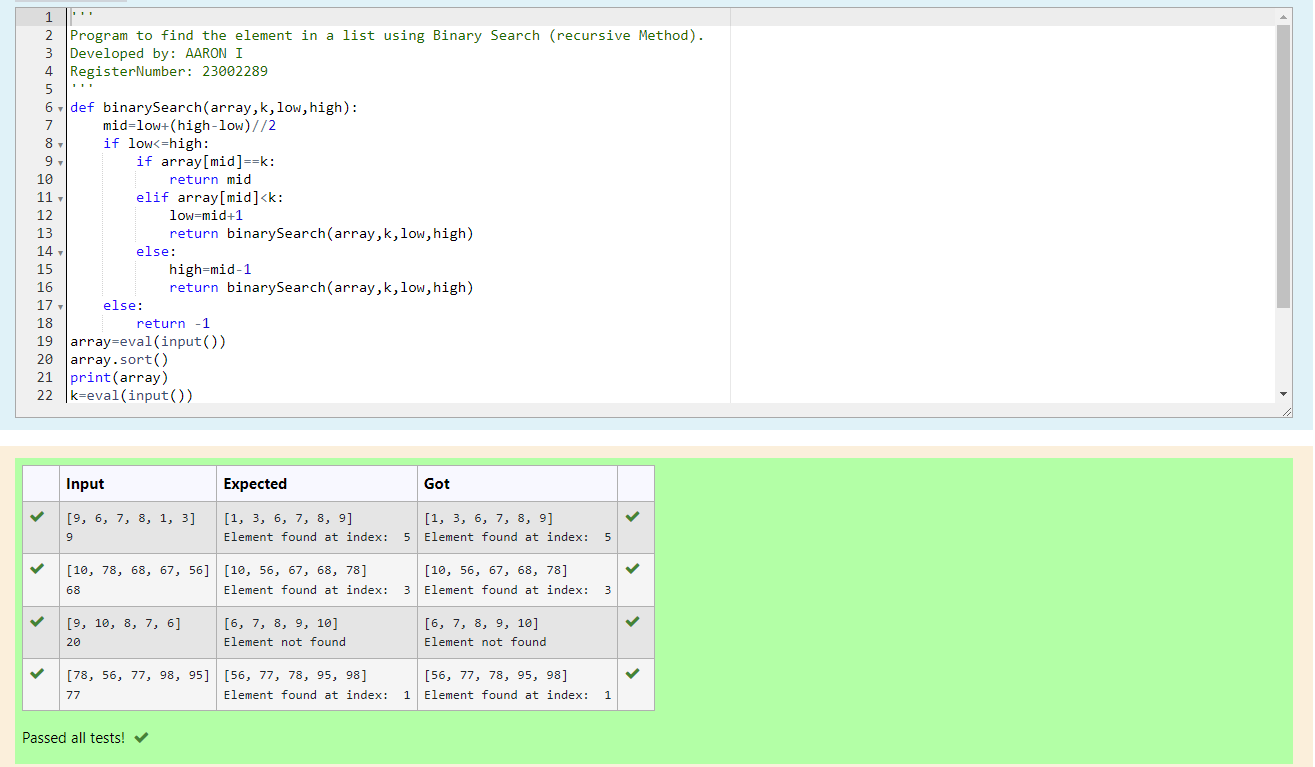 1 '''
2 Program to find the element in a list using Binary Search (recursive Method).
3 Developed by: AARON I
4 RegisterNumber: 23002289
5 '''
6 def binarySearch(array,k,low,high):
7     mid=low+(high-low)//2
8     if low<=high:
9         if array[mid]==k:
10             return mid
11         elif array[mid]<k:
12             low=mid+1
13             return binarySearch(array,k,low,high)
14         else:
15             high=mid-1
16             return binarySearch(array,k,low,high)
17     else:
18         return -1
19 array=eval(input())
20 array.sort()
21 print(array)
22 k=eval(input())
Input Expected Got
[9, 6, 7, 8, 1, 3] [1, 3, 6, 7, 8, 9] [1, 3, 6, 7, 8, 9]
9 Element found at index:  5 Element found at index:  5
[10, 78, 68, 67, 56] [10, 56, 67, 68, 78] [10, 56, 67, 68, 78]
68 Element found at index:  3 Element found at index:  3
[9, 10, 8, 7, 6] [6, 7, 8, 9, 10] [6, 7, 8, 9, 10]
20 Element not found Element not found
[78, 56, 77, 98, 95] [56, 77, 78, 95, 98] [56, 77, 78, 95, 98]
77 Element found at index:  1 Element found at index:  1
Passed all tests!